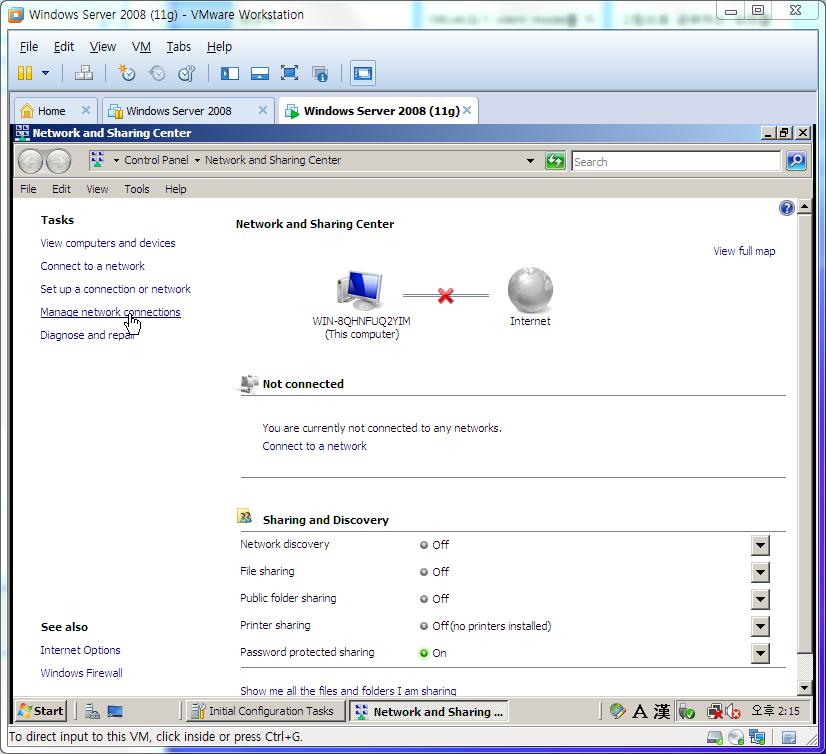 Windows Server 2008 (11g) - VMware Workstation
File Edit View VM Tabs Help
Home Windows Server 2008 Windows Server 2008 (11g)
Network and Sharing Center
Control Panel Network and Sharing Center Search
File Edit View Tools Help
Tasks
View computers and devices
Connect to a network
Set up a connection or network
Manage network connections
Diagnose and repair
See also
Internet Options
Windows Firewall
Network and Sharing Center
View full map
WIN-8QHNFUQ2YIM
(This computer)
Internet
Not connected
You are currently not connected to any networks.
Connect to a network
Sharing and Discovery
Network discovery Off
File sharing Off
Public folder sharing Off
Printer sharing Off(no printers installed)
Password protected sharing On
Show me all the files and folders I am sharing
Start Initial Configuration Tasks Network and Sharing ... A 漢 오후 2:15
To direct input to this VM, click inside or press Ctrl+G.